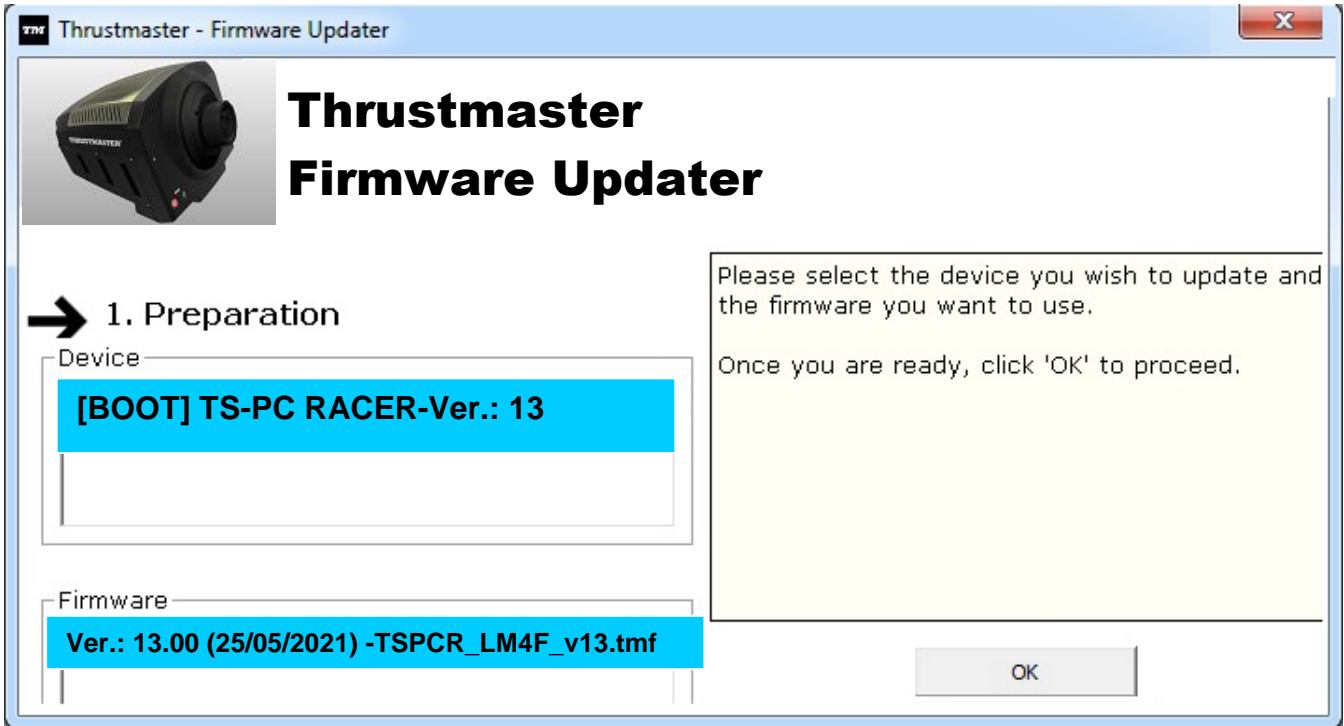 TM Thrustmaster - Firmware Updater
THRUSTMASTER
Thrustmaster
Firmware Updater
1. Preparation
Device
[BOOT] TS-PC RACER-Ver.: 13
Firmware
Ver.: 13.00 (25/05/2021) -TSPCR_LM4F_v13.tmf
Please select the device you wish to update and
the firmware you want to use.
Once you are ready, click 'OK' to proceed.
OK